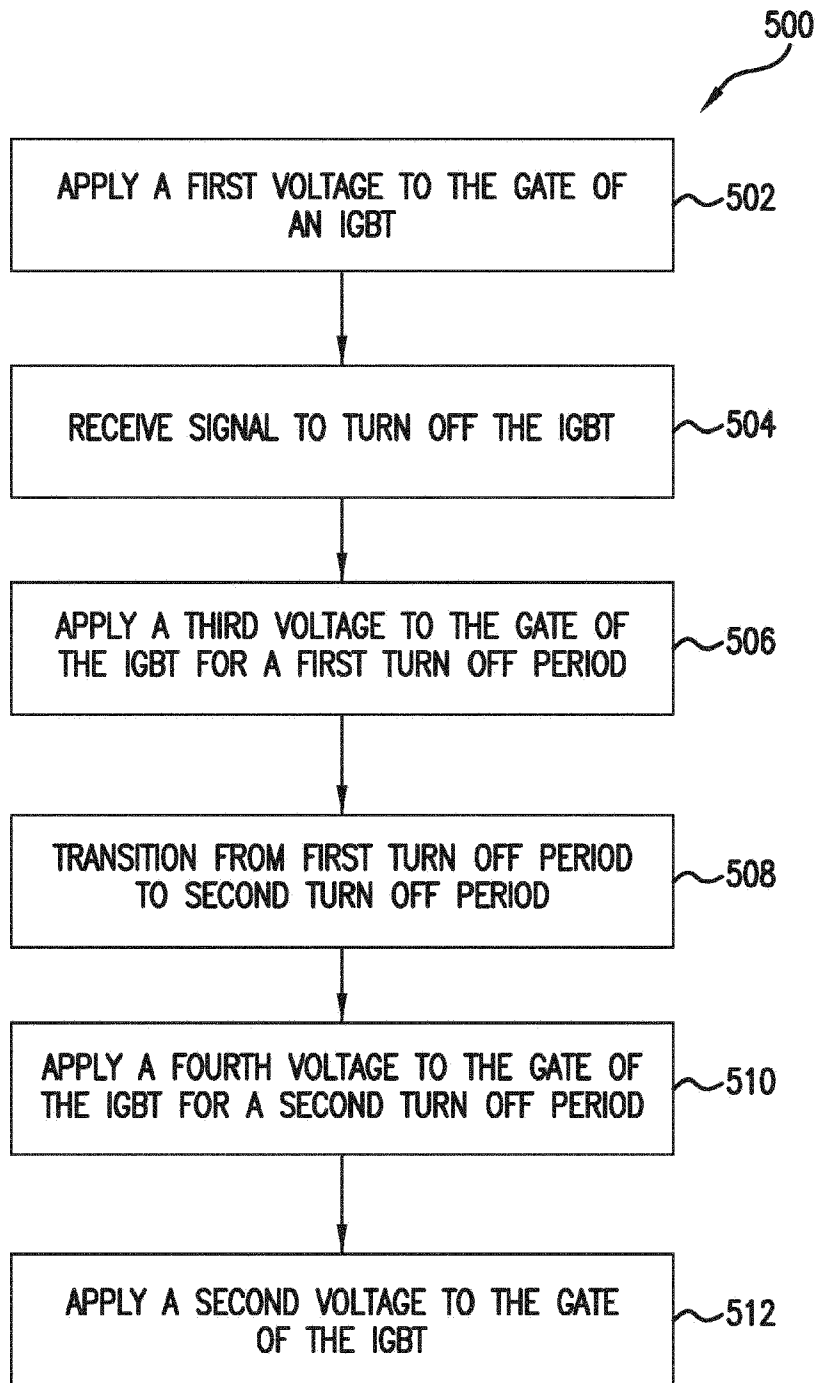 500
APPLY A FIRST VOLTAGE TO THE GATE OF
AN IGBT
502
RECEIVE SIGNAL TO TURN OFF THE IGBT
504
APPLY A THIRD VOLTAGE TO THE GATE OF
THE IGBT FOR A FIRST TURN OFF PERIOD
506
TRANSITION FROM FIRST TURN OFF PERIOD
TO SECOND TURN OFF PERIOD
508
APPLY A FOURTH VOLTAGE TO THE GATE OF
THE IGBT FOR A SECOND TURN OFF PERIOD
510
APPLY A SECOND VOLTAGE TO THE GATE
OF THE IGBT
512